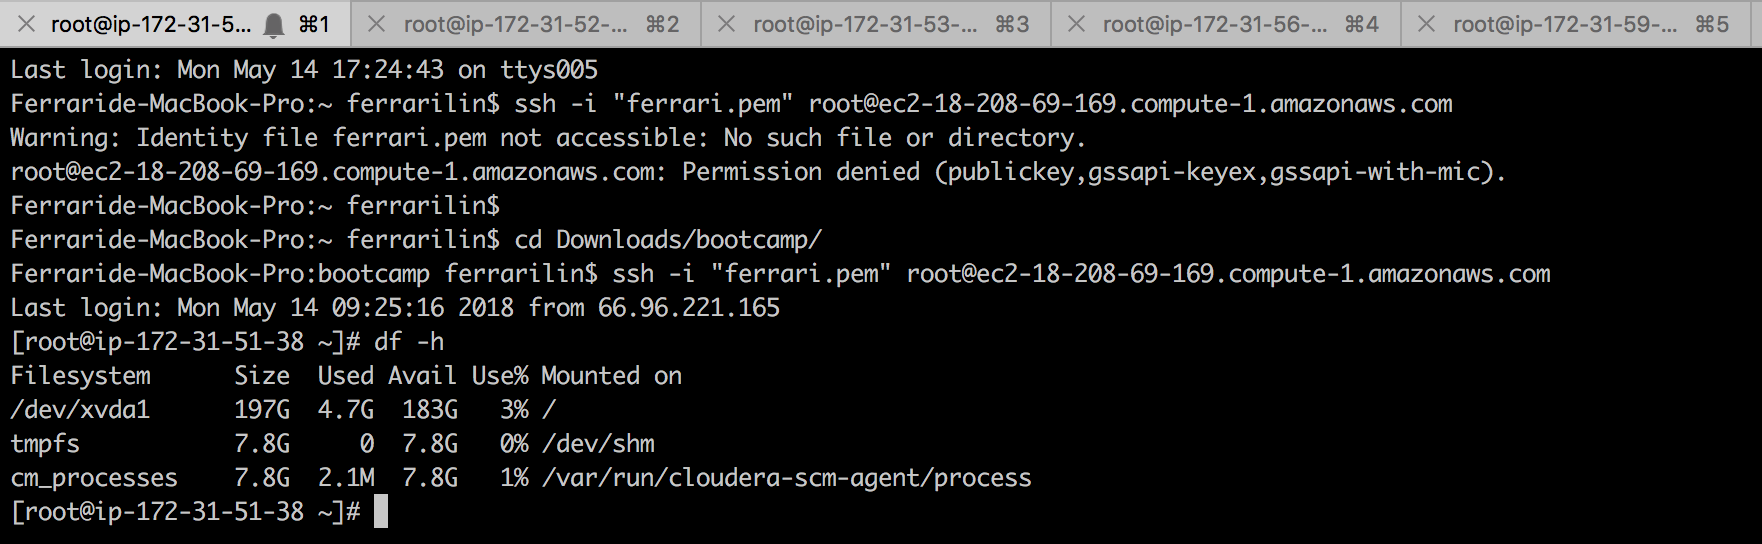 root@ip-172-31-5... ⌘1 root@ip-172-31-52-... ⌘2 root@ip-172-31-53-... ⌘3 root@ip-172-31-56-... ⌘4 root@ip-172-31-59-... ⌘5
Last login: Mon May 14 17:24:43 on ttys005
Ferraride-MacBook-Pro:~ ferrarilin$ ssh -i "ferrari.pem" root@ec2-18-208-69-169.compute-1.amazonaws.com
Warning: Identity file ferrari.pem not accessible: No such file or directory.
root@ec2-18-208-69-169.compute-1.amazonaws.com: Permission denied (publickey,gssapi-keyex,gssapi-with-mic).
Ferraride-MacBook-Pro:~ ferrarilin$
Ferraride-MacBook-Pro:~ ferrarilin$ cd Downloads/bootcamp/
Ferraride-MacBook-Pro:bootcamp ferrarilin$ ssh -i "ferrari.pem" root@ec2-18-208-69-169.compute-1.amazonaws.com
Last login: Mon May 14 09:25:16 2018 from 66.96.221.165
[root@ip-172-31-51-38 ~]# df -h
Filesystem      Size  Used Avail Use% Mounted on
/dev/xvda1      197G  4.7G  183G   3% /
tmpfs           7.8G     0  7.8G   0% /dev/shm
cm_processes    7.8G  2.1M  7.8G   1% /var/run/cloudera-scm-agent/process
[root@ip-172-31-51-38 ~]#